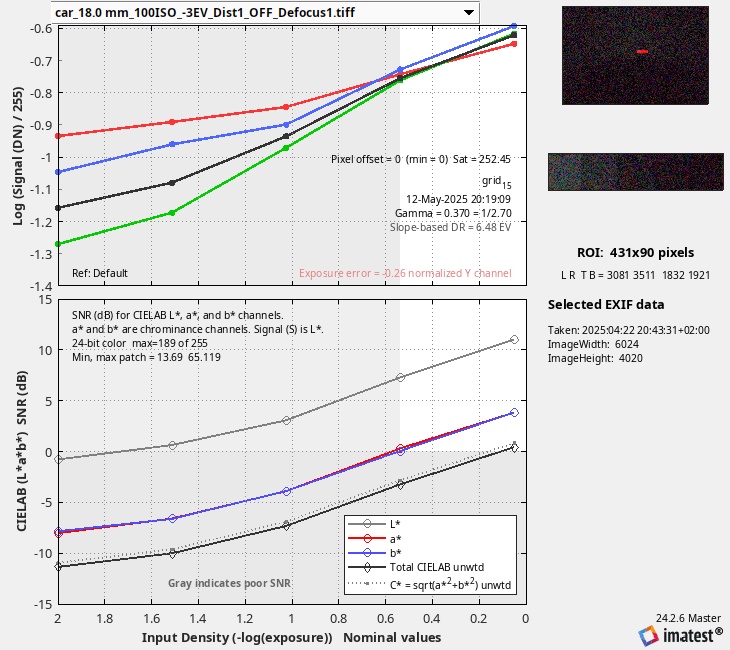 car_18.0 mm_100ISO_-3EV_Dist1_OFF_Defocus1.tiff
-0.6
-0.7
-0.8
-0.9
-1
-1.1
-1.2
-1.3
-1.4
Log (Signal (DN) / 255)
Pixel offset = 0 (min = 0) Sat = 252.45
grid15
12-May-2025 20:19:09
Gamma = 0.370 = 1/2.70
Slope-based DR = 6.48 EV
Ref: Default
Exposure error = -0.26 normalized Y channel
15
10
5
0
-5
-10
-15
CIELAB (L*a*b*) SNR (dB)
SNR (dB) for CIELAB L*, a*, and b* channels.
a* and b* are chrominance channels. Signal (S) is L*.
24-bit color max=189 of 255
Min, max patch = 13.69 65.119
L*
a*
b*
Total CIELAB unwtd
C* = sqrt(a*2+b*2) unwtd
Gray indicates poor SNR
2
1.8
1.6
1.4
1.2
1
0.8
0.6
0.4
0.2
0
Input Density (-log(exposure)) Nominal values
ROI: 431x90 pixels
L R T B = 3081 3511 1832 1921
Selected EXIF data
Taken: 2025:04:22 20:43:31+02:00
ImageWidth: 6024
ImageHeight: 4020
24.2.6 Master
imatest®